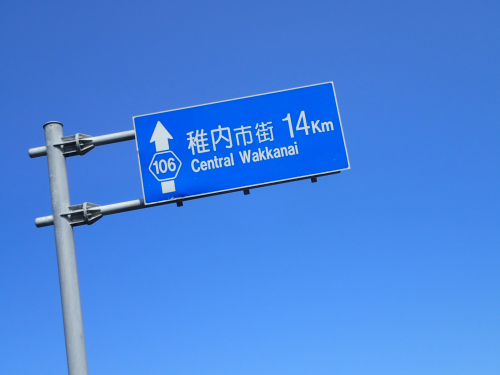 稚内市街 14Km
106 Central Wakkanai